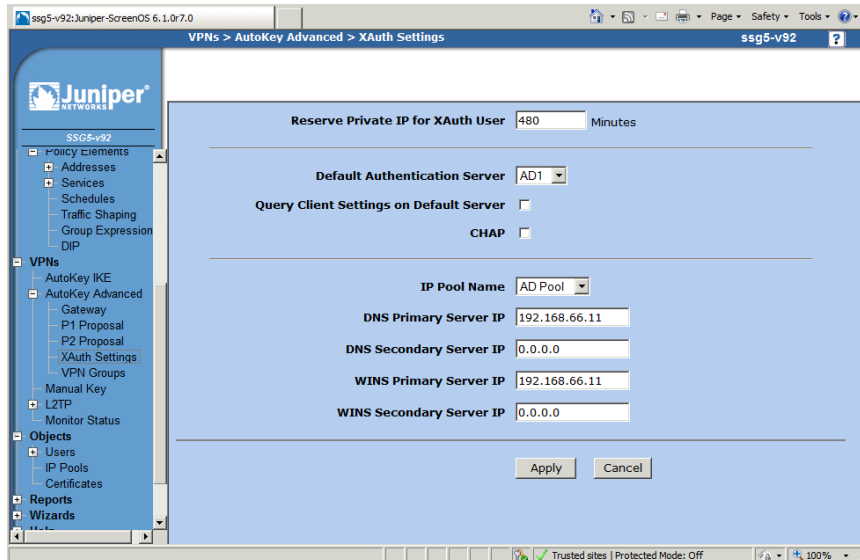 ssg5-v92:Juniper-ScreenOS 6.1.0r7.0
Page Safety Tools
VPNs > AutoKey Advanced > XAuth Settings ssg5-v92 ?
Juniper®
NETWORKS
SSG5-v92
Policy Elements
Addresses
Services
Schedules
Traffic Shaping
Group Expression
DIP
VPNs
AutoKey IKE
AutoKey Advanced
Gateway
P1 Proposal
P2 Proposal
XAuth Settings
VPN Groups
Manual Key
L2TP
Monitor Status
Objects
Users
IP Pools
Certificates
Reports
Wizards
Reserve Private IP for XAuth User 480 Minutes
Default Authentication Server AD1
Query Client Settings on Default Server
CHAP
IP Pool Name AD Pool
DNS Primary Server IP 192.168.66.11
DNS Secondary Server IP 0.0.0.0
WINS Primary Server IP 192.168.66.11
WINS Secondary Server IP 0.0.0.0
Apply Cancel
Trusted sites | Protected Mode: Off 100%